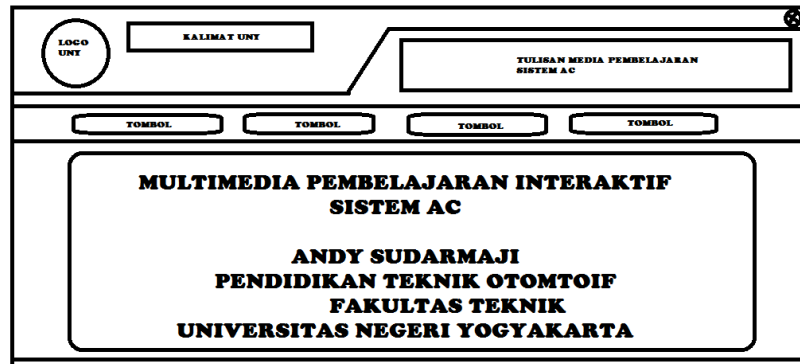 LOGO
UNY
KALIMAT UNY
TULISAN MEDIA PEMBELAJARAN
SISTEM AC
TOMBOL
TOMBOL
TOMBOL
TOMBOL
MULTIMEDIA PEMBELAJARAN INTERAKTIF
SISTEM AC
ANDY SUDARMAJI
PENDIDIKAN TEKNIK OTOMTOIF
FAKULTAS TEKNIK
UNIVERSITAS NEGERI YOGYAKARTA